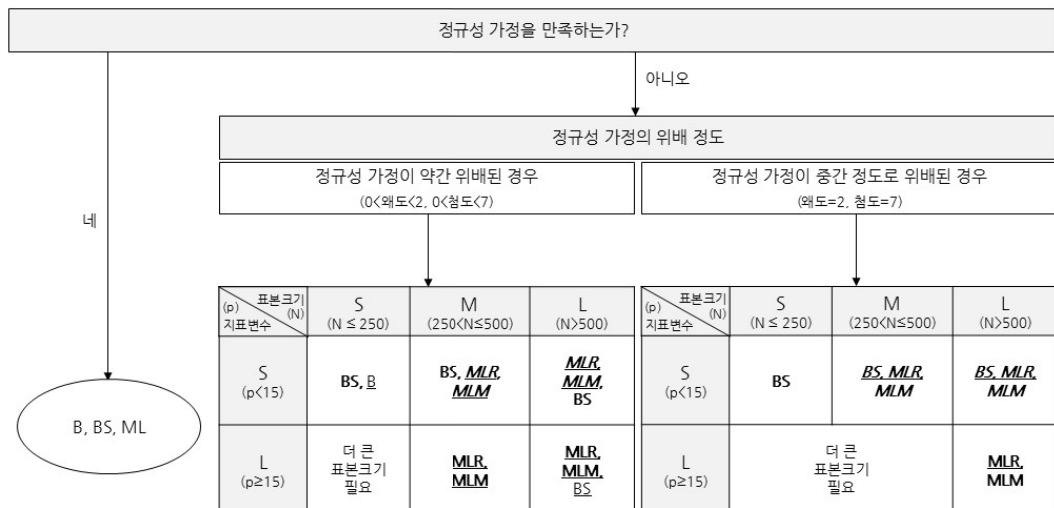 정규성 가정을 만족하는가?
아니오
정규성 가정의 위배 정도
정규성 가정이 약간 위배된 경우
(0<왜도<2, 0<첨도<7)
정규성 가정이 중간 정도로 위배된 경우
(왜도=2, 첨도=7)
네
표본크기
(N)
(p)
지표변수
S
(N ≤ 250)
M
(250<N≤500)
L
(N>500)
S
(p<15)
BS, B
BS, MLR,
MLM
MLR,
MLM,
BS
L
(p≥15)
더 큰
표본크기
필요
MLR,
MLM
MLR,
MLM,
BS
표본크기
(N)
(p)
지표변수
S
(N ≤ 250)
M
(250<N≤500)
L
(N>500)
S
(p<15)
BS
BS, MLR,
MLM
BS, MLR,
MLM
L
(p≥15)
더 큰
표본크기
필요
MLR,
MLM
B, BS, ML